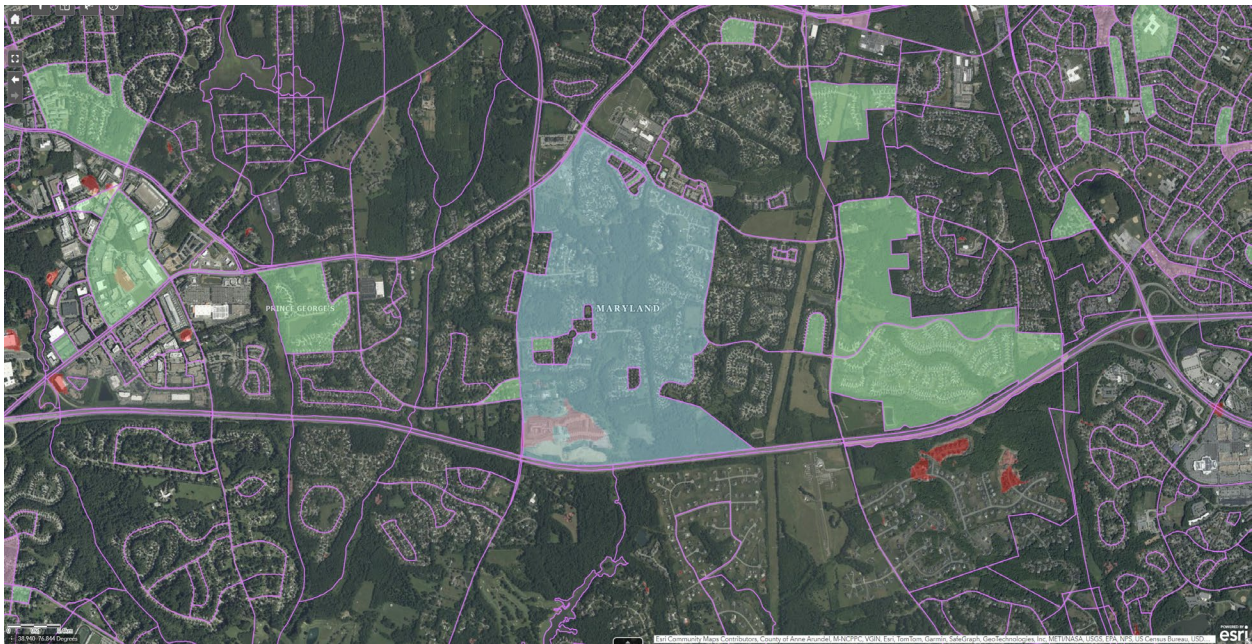 PRINCE GEORGE'S
MARYLAND
38.940 -76.844 Degrees
Esri Community Maps Contributors, County of Anne Arundel, M-NCPPC, VGIN, Esri, TomTom, Garmin, SafeGraph, GeoTechnologies, Inc, METI/NASA, USGS, EPA, NPS, US Census Bureau, USD...
POWERED BY
esri